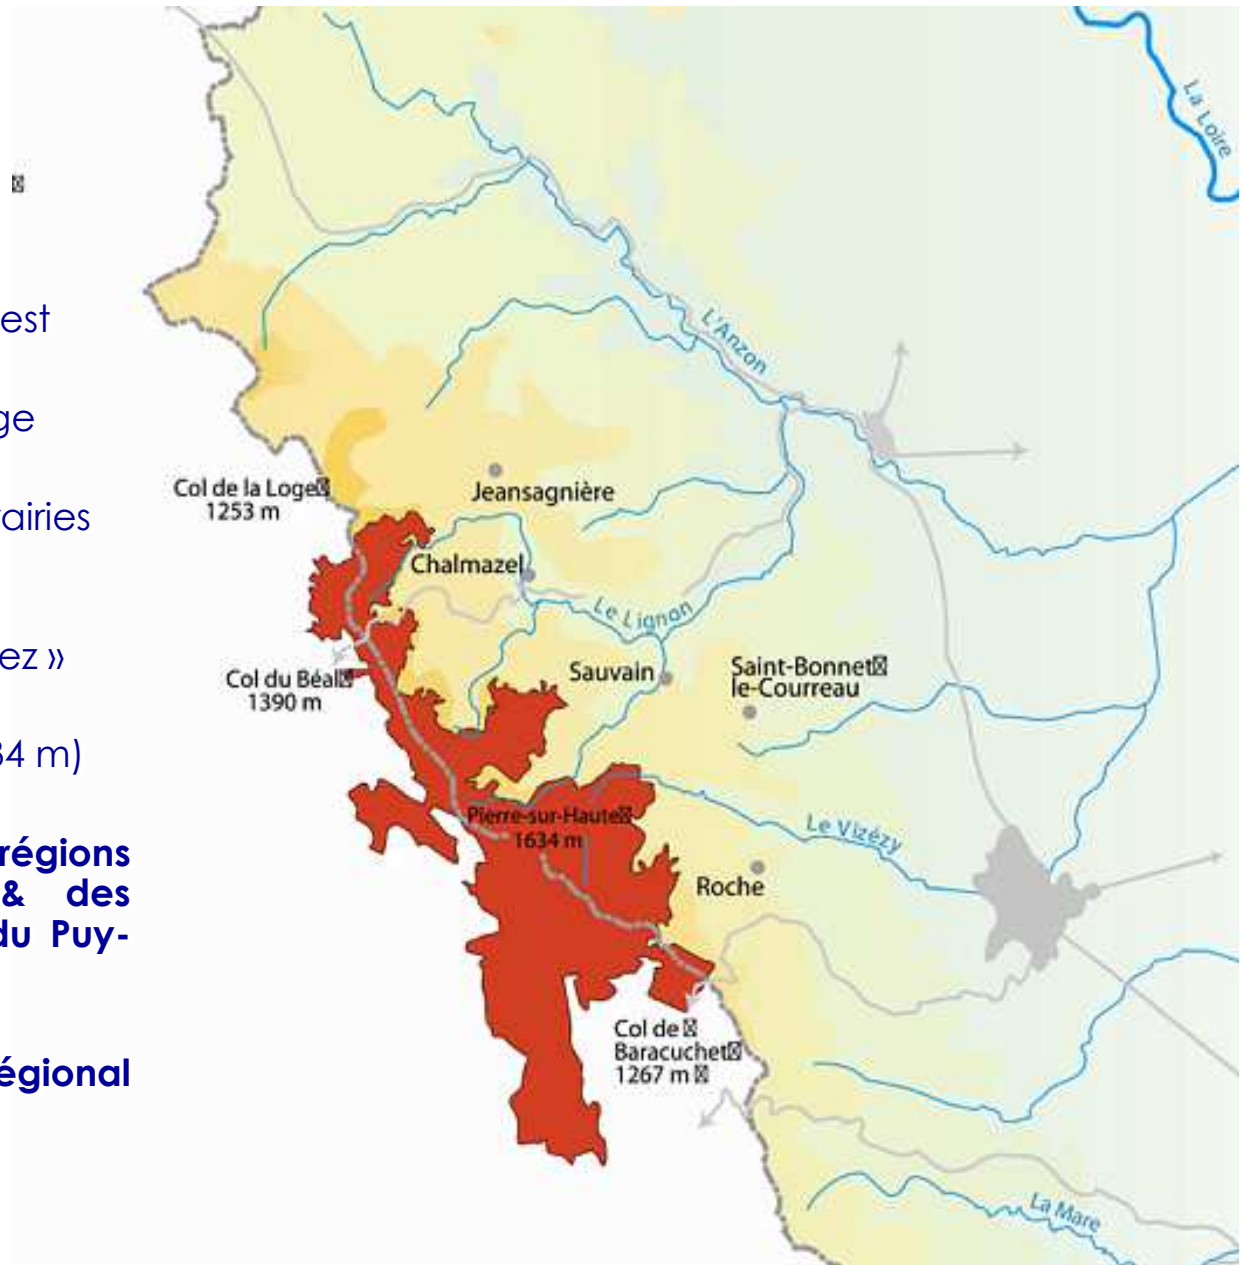 est
ge
airies
ez »
34 m)
régions
& des
du Puy-
égional
La Loire
L'Anzon
Col de la Loge
1253 m
Jeansagnière
Chalmazel
Le Lignon
Col du Béal
1390 m
Sauvain
Saint-Bonnet
le-Courreau
Pierre-sur-Haute
1634 m
Le Vizézy
Roche
Col de
Baracuchet
1267 m
La Mare